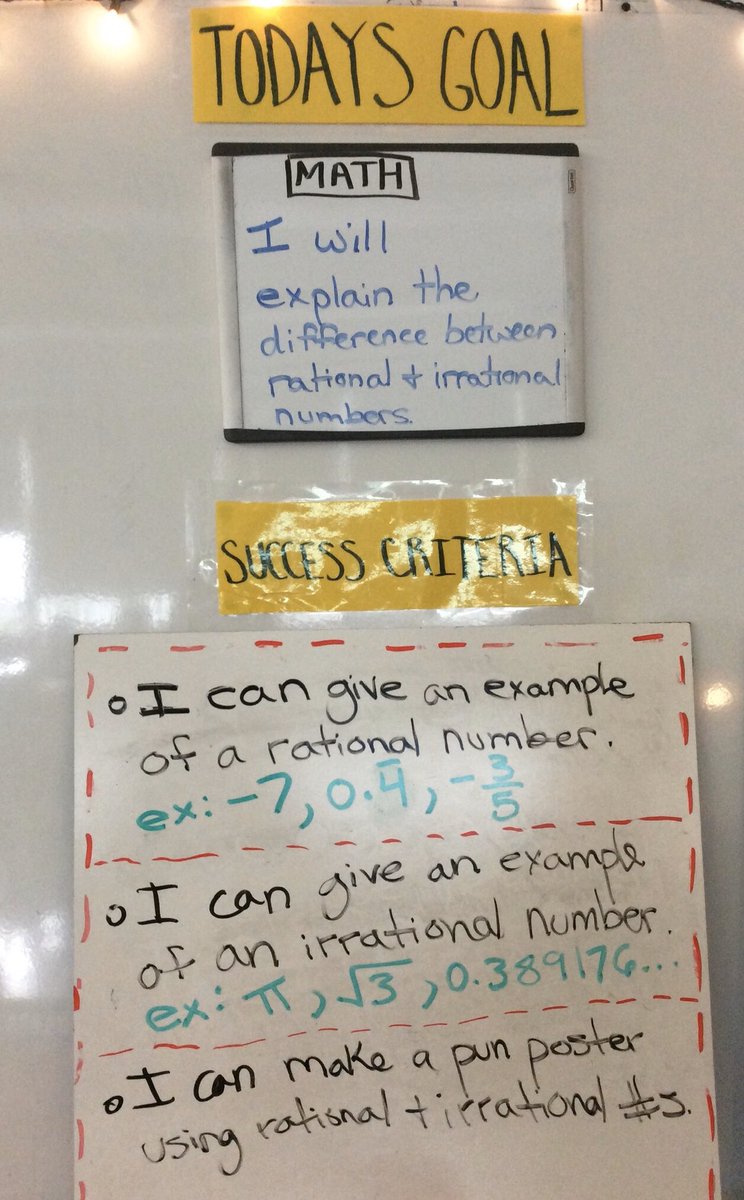 TODAYS GOAL
MATH
I will
explain the
difference between
rational + irrational
numbers.
SUCCESS CRITERIA
o I can give an example
of a rational number.
ex: -7, 0.4̅, -3/5
o I can give an example
of an irrational number.
ex: π, √3, 0.389176...
o I can make a pun poster
using rational + irrational #s.